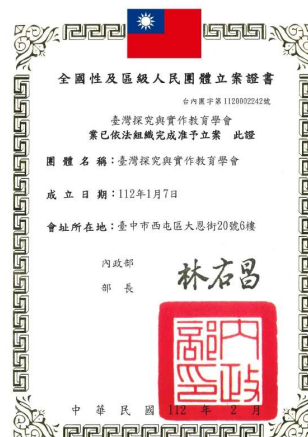 全國性及區級人民團體立案證書
台內團字第1120002242號
臺灣探究與實作教育學會
業已依法組織完成准予立案 此證
團體名稱：臺灣探究與實作教育學會
成立日期：112年1月7日
會址所在地：臺中市西屯區大恩街20號6樓
內政部
部長
林右昌
內政
部印
中華民國112年2月